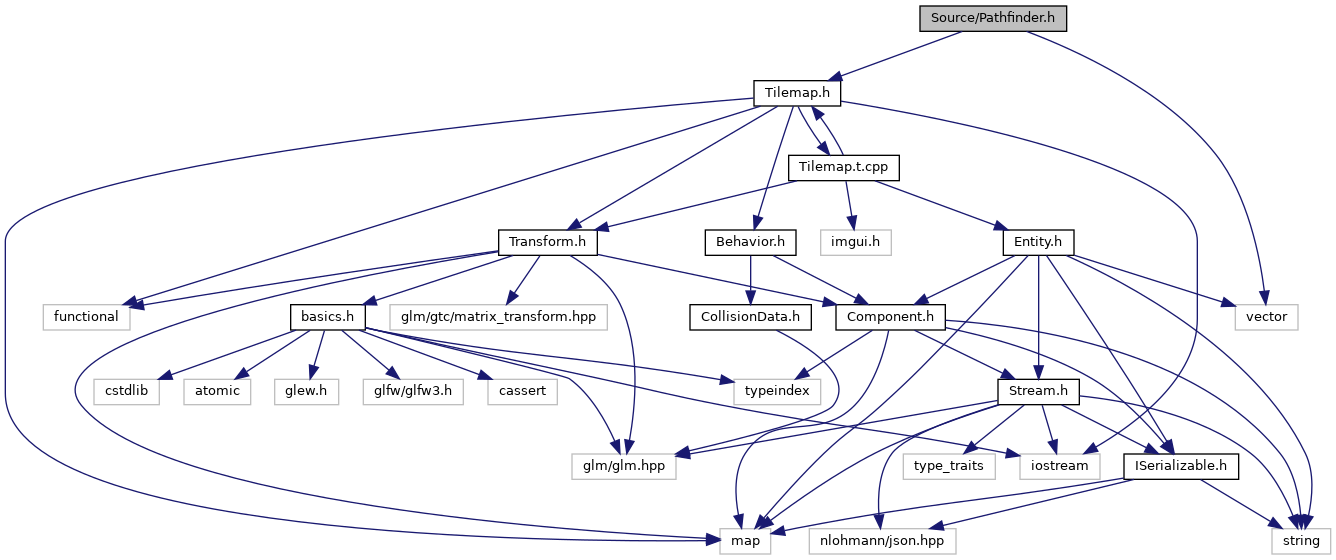 Source/Pathfinder.h
Tilemap.h
Tilemap.t.cpp
Transform.h
Behavior.h
imgui.h
Entity.h
functional
basics.h
glm/gtc/matrix_transform.hpp
CollisionData.h
Component.h
vector
cstdlib
atomic
glew.h
glfw/glfw3.h
cassert
typeindex
Stream.h
glm/glm.hpp
type_traits
iostream
ISerializable.h
map
nlohmann/json.hpp
string